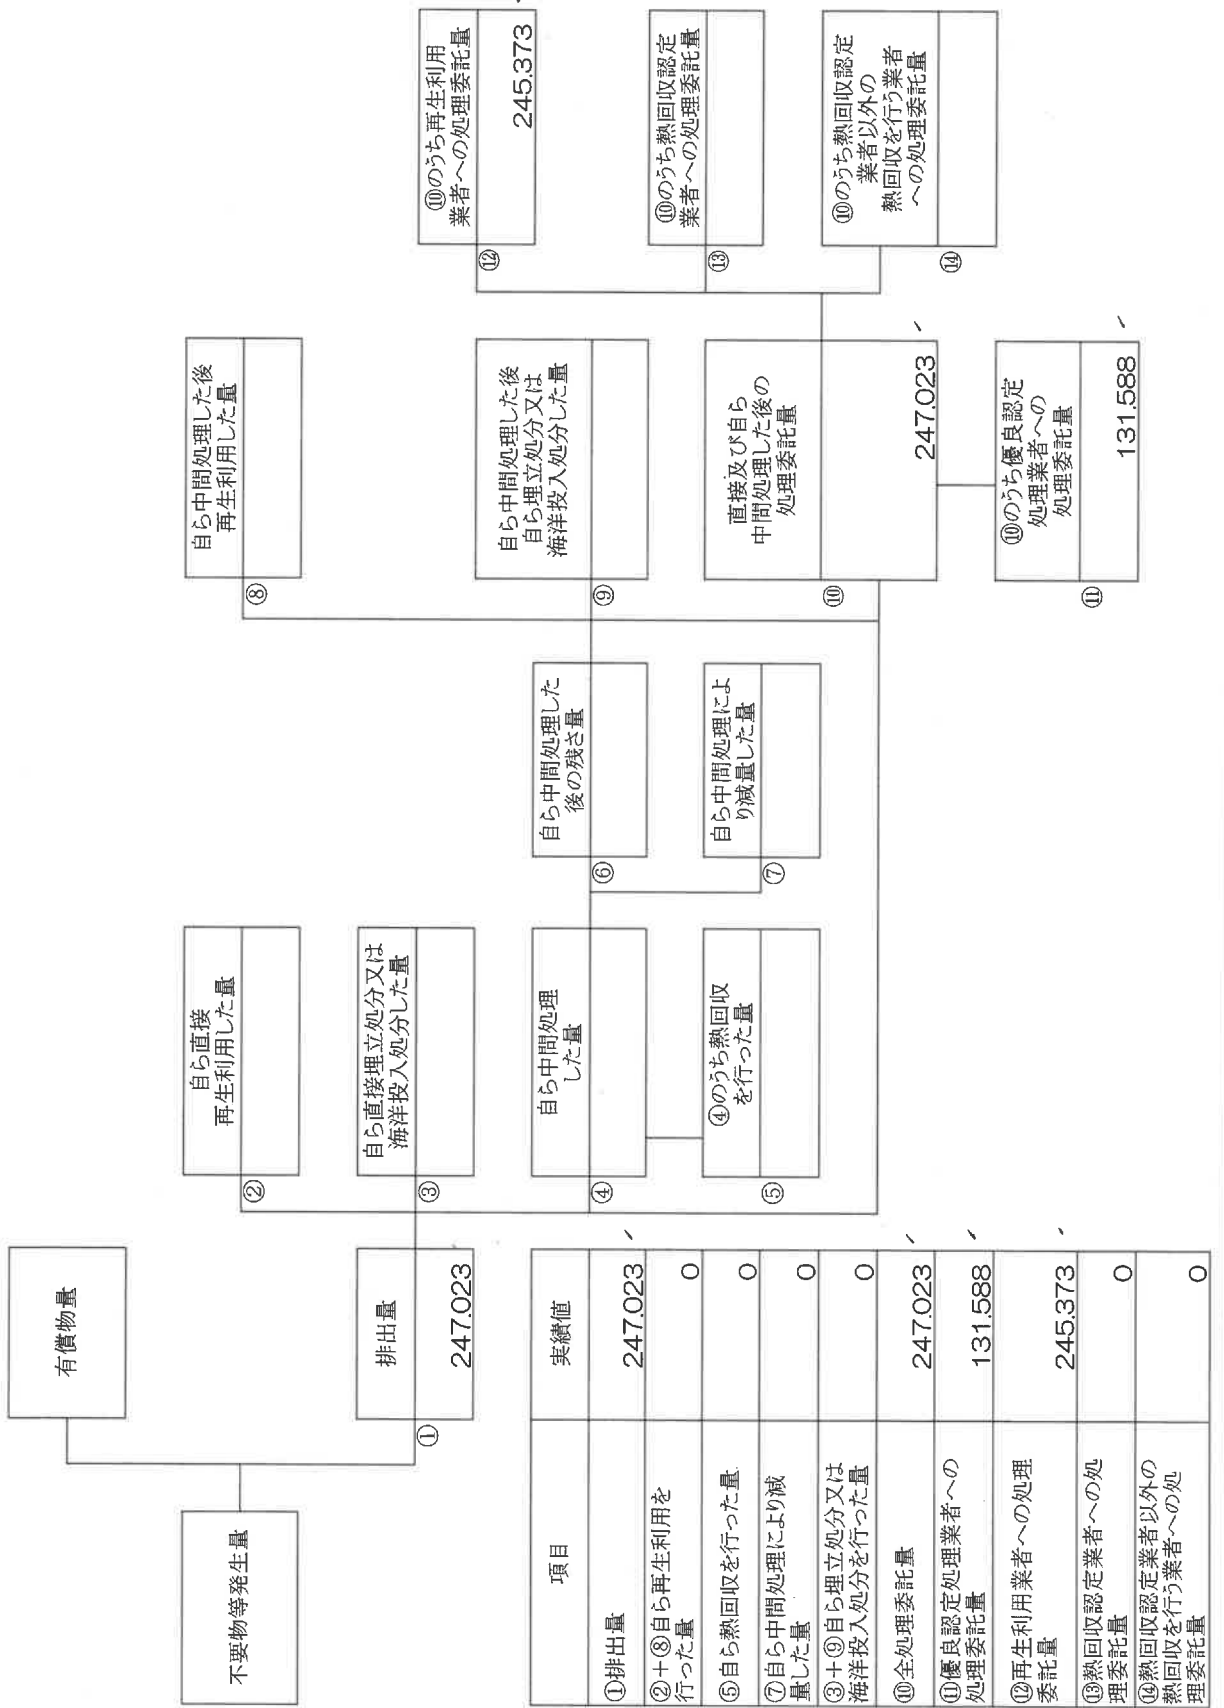 不要物等発生量
有償物量
①
排出量
247.023
②
自ら直接
再生利用した量
③
自ら直接埋立処分又は
海洋投入処分した量
④
自ら中間処理
した量
⑤
④のうち熱回収
を行った量
⑥
自ら中間処理した
後の残さ量
⑦
自ら中間処理によ
り減量した量
⑧
自ら中間処理した後
再生利用した量
⑨
自ら中間処理した後
自ら埋立処分又は
海洋投入処分した量
⑩
直接及び自ら
中間処理した後の
処理委託量
247.023
⑪
⑩のうち優良認定
処理業者への
処理委託量
131.588
⑫
⑩のうち再生利用
業者への処理委託量
245.373
⑬
⑩のうち熱回収認定
業者への処理委託量
⑭
⑩のうち熱回収認定
業者以外の
熱回収を行う業者
への処理委託量
項目 実績値
①排出量 247.023
②+⑧自ら再生利用を
行った量 0
⑤自ら熱回収を行った量 0
⑦自ら中間処理により減
量した量 0
③+⑨自ら埋立処分又は
海洋投入処分を行った量 0
⑩全処理委託量 247.023
⑪優良認定処理業者への
処理委託量 131.588
⑫再生利用業者への処理
委託量 245.373
⑬熱回収認定業者への処
理委託量 0
⑭熱回収認定業者以外の
熱回収を行う業者への処
理委託量 0